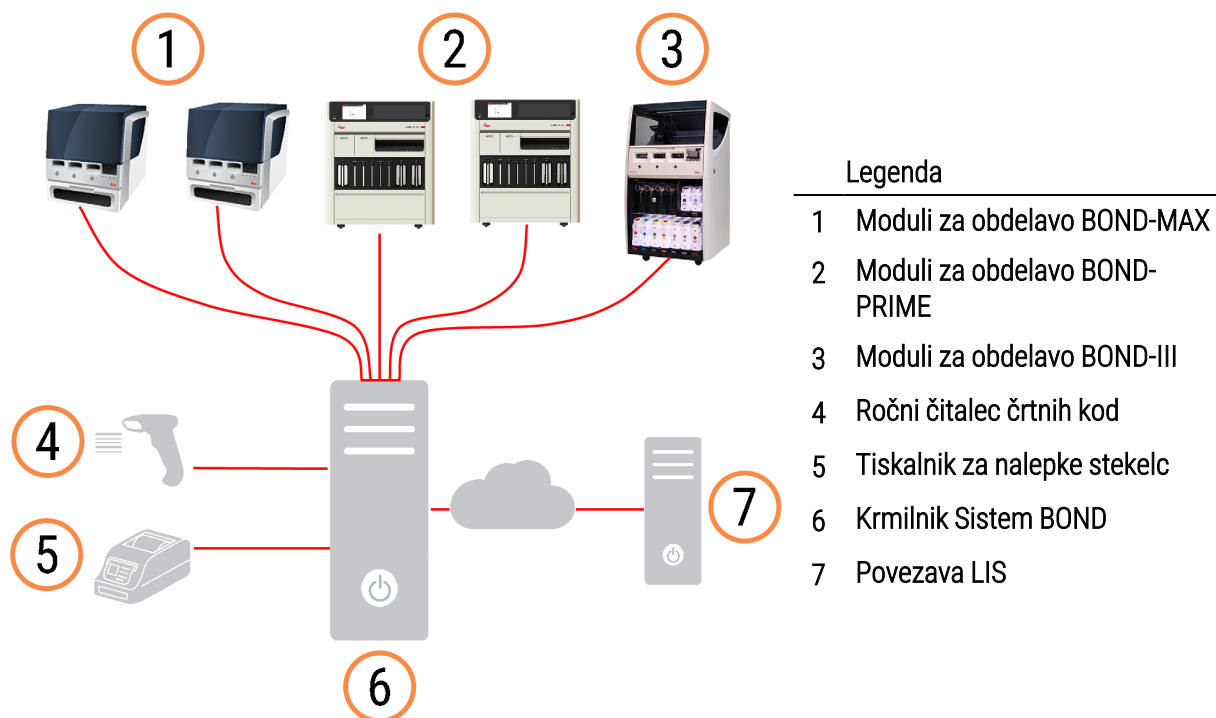 1
2
3
4
5
6
7
Legenda
1 Moduli za obdelavo BOND-MAX
2 Moduli za obdelavo BOND-
PRIME
3 Moduli za obdelavo BOND-III
4 Ročni čitalec črtnih kod
5 Tiskalnik za nalepke stekelc
6 Krmilnik Sistem BOND
7 Povezava LIS